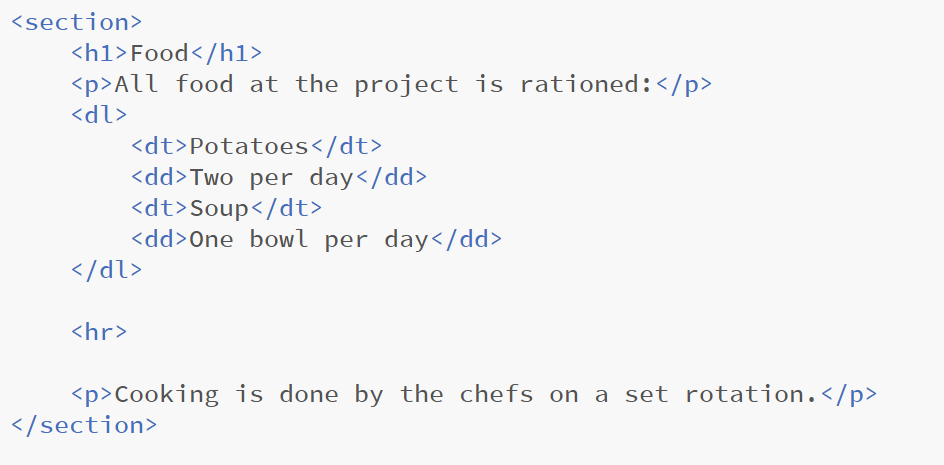 <section>
    <h1>Food</h1>
    <p>All food at the project is rationed:</p>
    <dl>
        <dt>Potatoes</dt>
        <dd>Two per day</dd>
        <dt>Soup</dt>
        <dd>One bowl per day</dd>
    </dl>

    <hr>

    <p>Cooking is done by the chefs on a set rotation.</p>
</section>